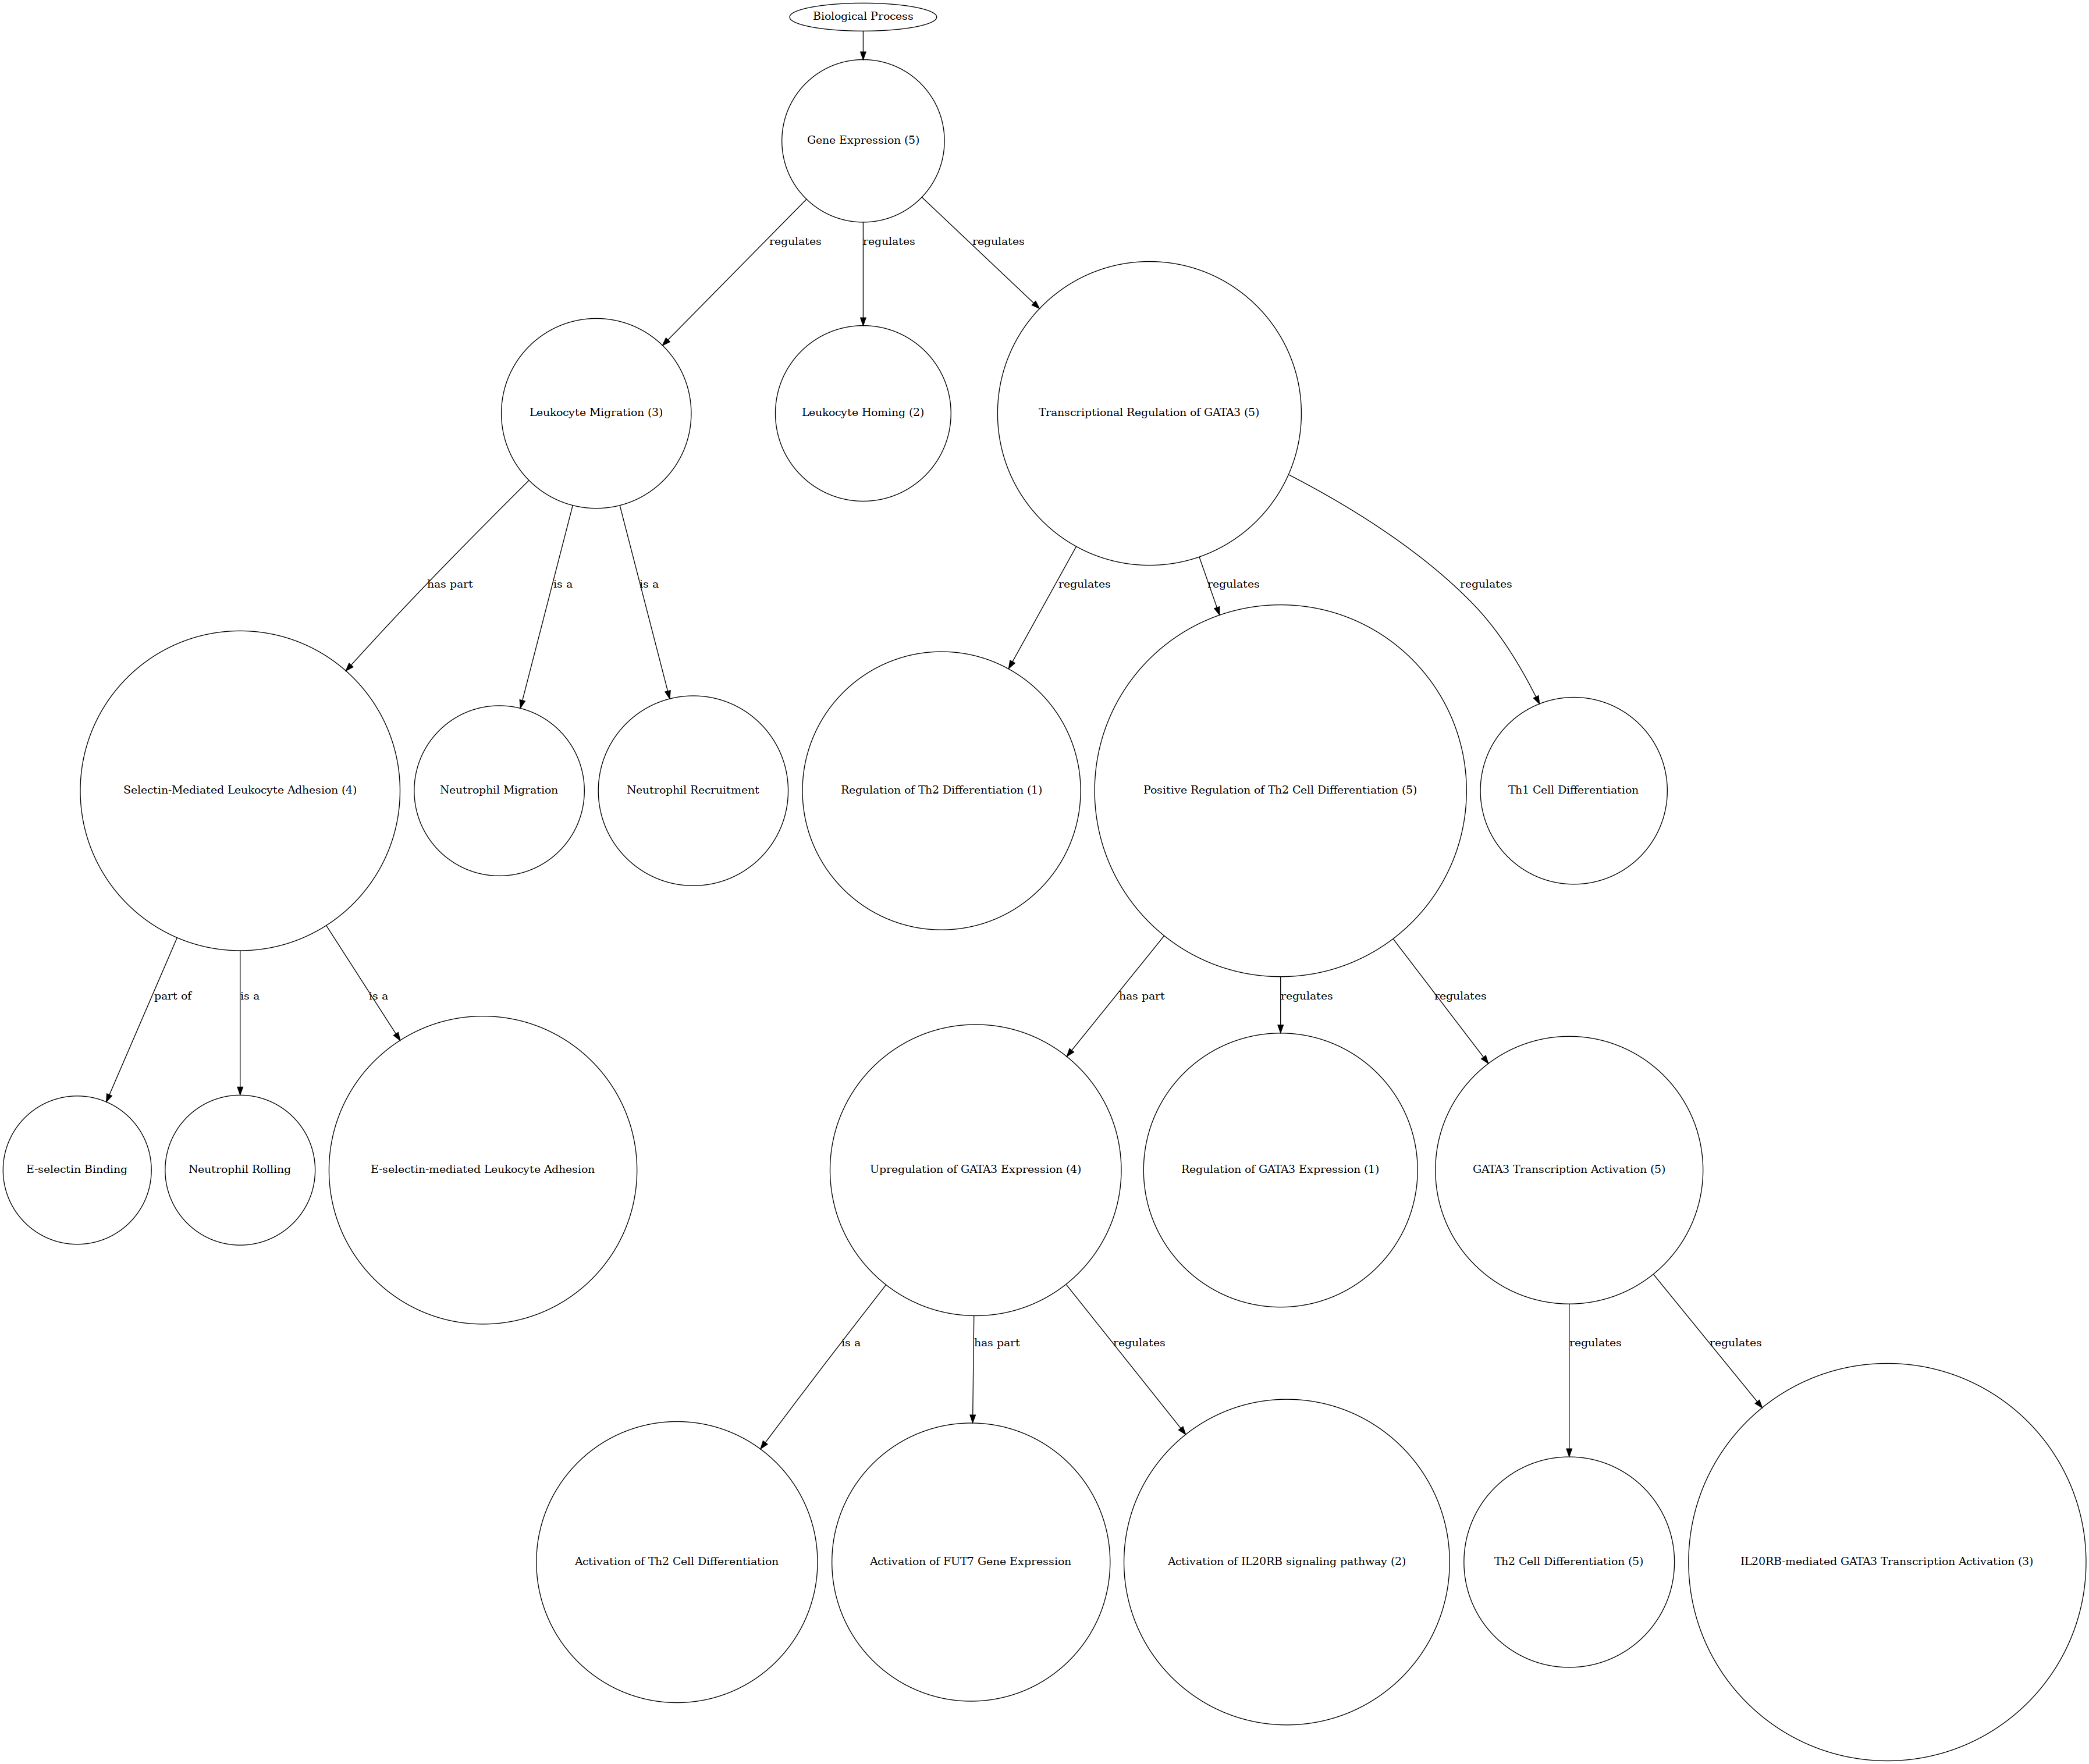 Biological Process
Gene Expression (5)
regulates
regulates
regulates
Leukocyte Migration (3)
Leukocyte Homing (2)
Transcriptional Regulation of GATA3 (5)
has part
is a
is a
regulates
regulates
regulates
Selectin-Mediated Leukocyte Adhesion (4)
Neutrophil Migration
Neutrophil Recruitment
Regulation of Th2 Differentiation (1)
Positive Regulation of Th2 Cell Differentiation (5)
Th1 Cell Differentiation
part of
is a
is a
has part
regulates
regulates
E-selectin Binding
Neutrophil Rolling
E-selectin-mediated Leukocyte Adhesion
Upregulation of GATA3 Expression (4)
Regulation of GATA3 Expression (1)
GATA3 Transcription Activation (5)
is a
has part
regulates
regulates
regulates
Activation of Th2 Cell Differentiation
Activation of FUT7 Gene Expression
Activation of IL20RB signaling pathway (2)
Th2 Cell Differentiation (5)
IL20RB-mediated GATA3 Transcription Activation (3)